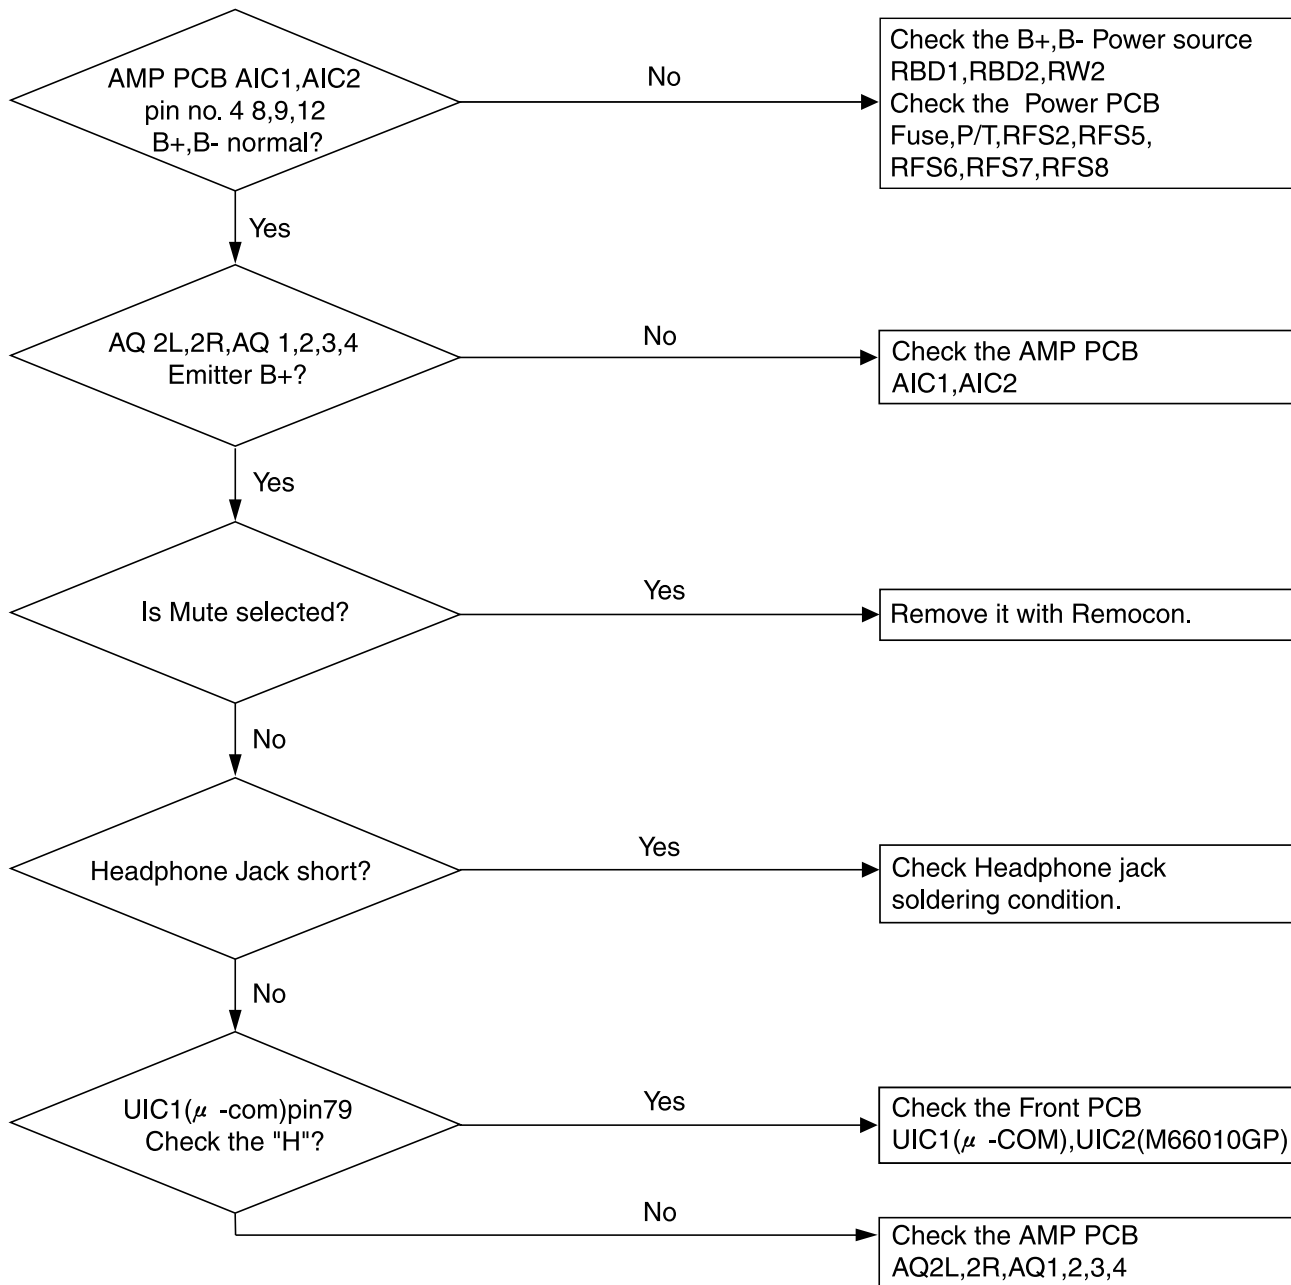 AMP PCB AIC1,AIC2
pin no. 4 8,9,12
B+,B- normal?
No
Check the B+,B- Power source
RBD1,RBD2,RW2
Check the Power PCB
Fuse,P/T,RFS2,RFS5,
RFS6,RFS7,RFS8
Yes
AQ 2L,2R,AQ 1,2,3,4
Emitter B+?
No
Check the AMP PCB
AIC1,AIC2
Yes
Is Mute selected?
Yes
Remove it with Remocon.
No
Headphone Jack short?
Yes
Check Headphone jack
soldering condition.
No
UIC1(μ -com)pin79
Check the "H"?
Yes
Check the Front PCB
UIC1(μ -COM),UIC2(M66010GP)
No
Check the AMP PCB
AQ2L,2R,AQ1,2,3,4